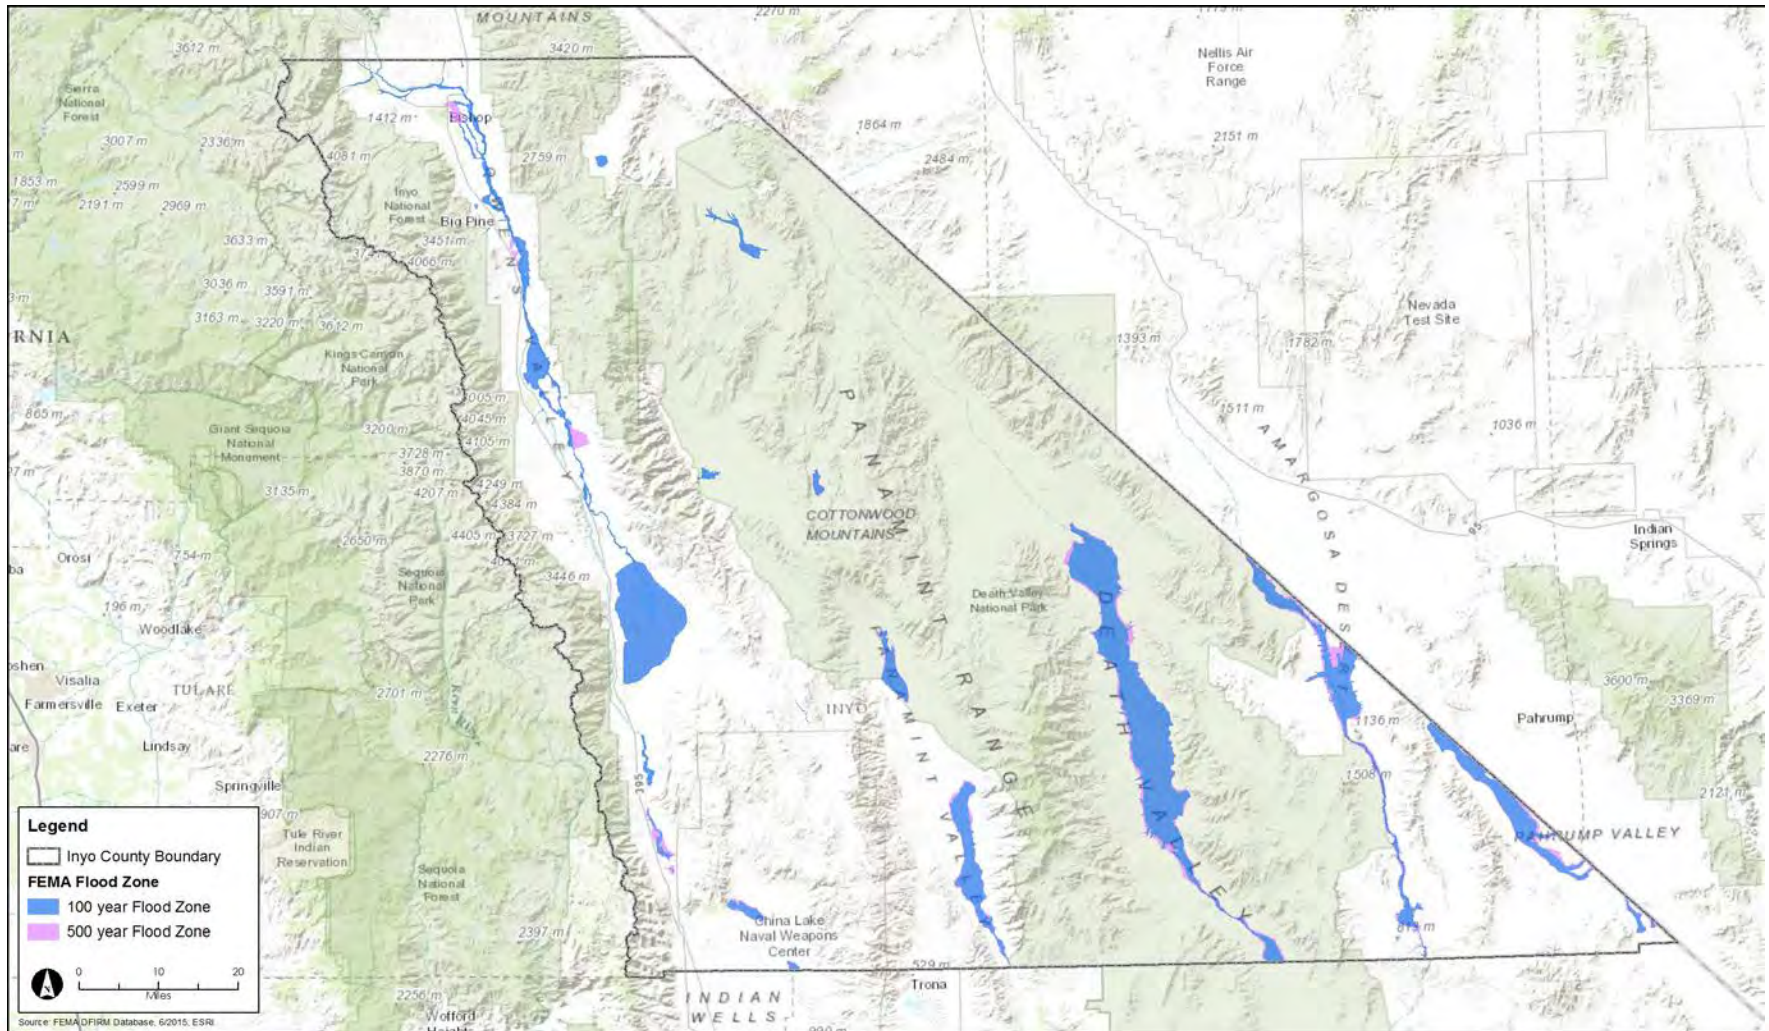 MOUNTAINS
2270 m
3612 m
3420 m
Nellis Air
Force
Range
Sierra
National
Forest
1412 m
Bishop
1864 m
2151 m
3007 m
2336 m
4081 m
2759 m
2484 m
1853 m
2599 m
2191 m
2969 m
Inyo
National
Forest
Big Pine
3633 m
3451 m
4066 m
OWENS VALLEY
3036 m
3591 m
3163 m
3220 m
3612 m
Nevada
Test Site
1393 m
1782 m
RNIA
Kings Canyon
National
Park
865 m
Giant Sequoia
National
Monument
3200 m
4005 m
4045 m
4105 m
3728 m
3870 m
4249 m
4207 m
4384 m
3135 m
1511 m
1036 m
AMARGOSA DESERT
PANAMINT RANGE
COTTONWOOD
MOUNTAINS
95
Indian
Springs
Orosi
754 m
2650 m
4405 m
3727 m
3446 m
Sequoia
National
Park
196 m
Woodlake
Death Valley
National Park
DEATH VALLEY
Visalia
TULARE
Farmersville
Exeter
2701 m
INYO
PANAMINT VALLEY
3600 m
3369 m
1136 m
Pahrump
Lindsay
2276 m
Springville
395
1508 m
2121 m
907 m
PAHRUMP VALLEY
Tule River
Indian
Reservation
Sequoia
National
Forest
2397 m
China Lake
Naval Weapons
Center
819 m
529 m
Trona
2256 m
Wofford
Heights
INDIAN
WELLS
Legend
Inyo County Boundary
FEMA Flood Zone
100 year Flood Zone
500 year Flood Zone
0 10 20
Miles
Source: FEMA DFIRM Database, 6/2015; ESRI